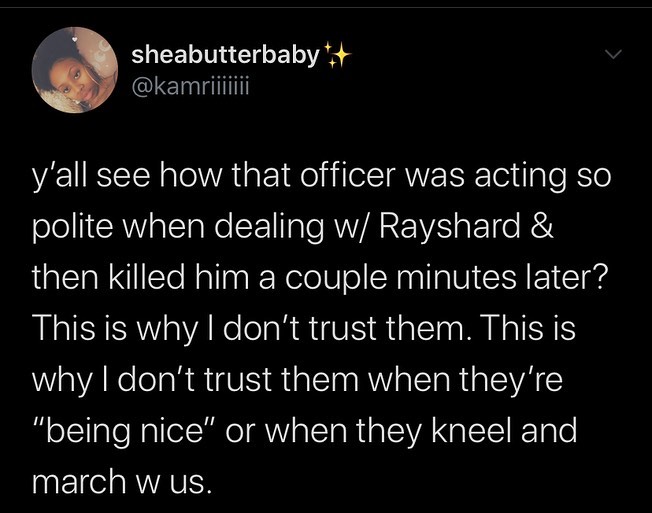 sheabutterbaby✨
@kamriiiiiii
y'all see how that officer was acting so
polite when dealing w/ Rayshard &
then killed him a couple minutes later?
This is why I don't trust them. This is
why I don't trust them when they're
“being nice” or when they kneel and
march w us.